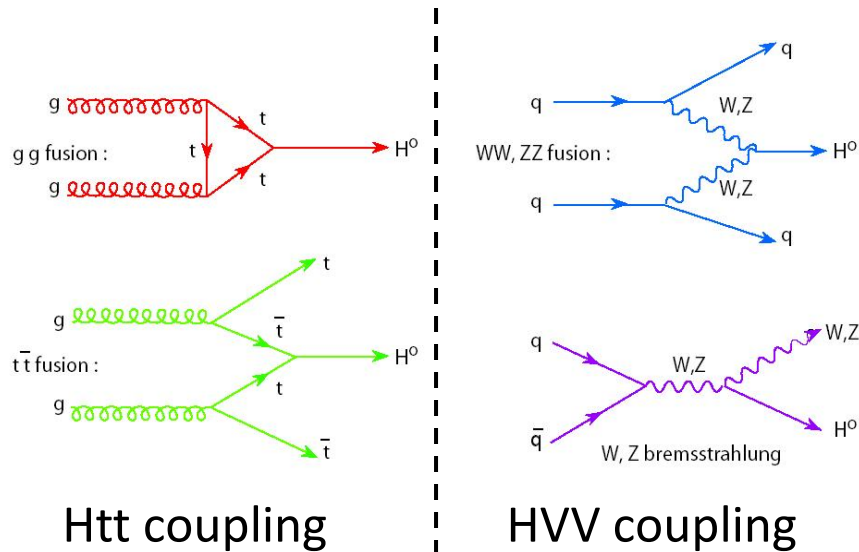 g
t
g g fusion :
t
H⁰
g
t
t
g
t̅
t t̅ fusion :
H⁰
t
g
t̅
Htt coupling
q
q
W,Z
WW, ZZ fusion :
H⁰
W,Z
q
q
q
W,Z
W,Z
q̅
H⁰
W, Z bremsstrahlung
HVV coupling